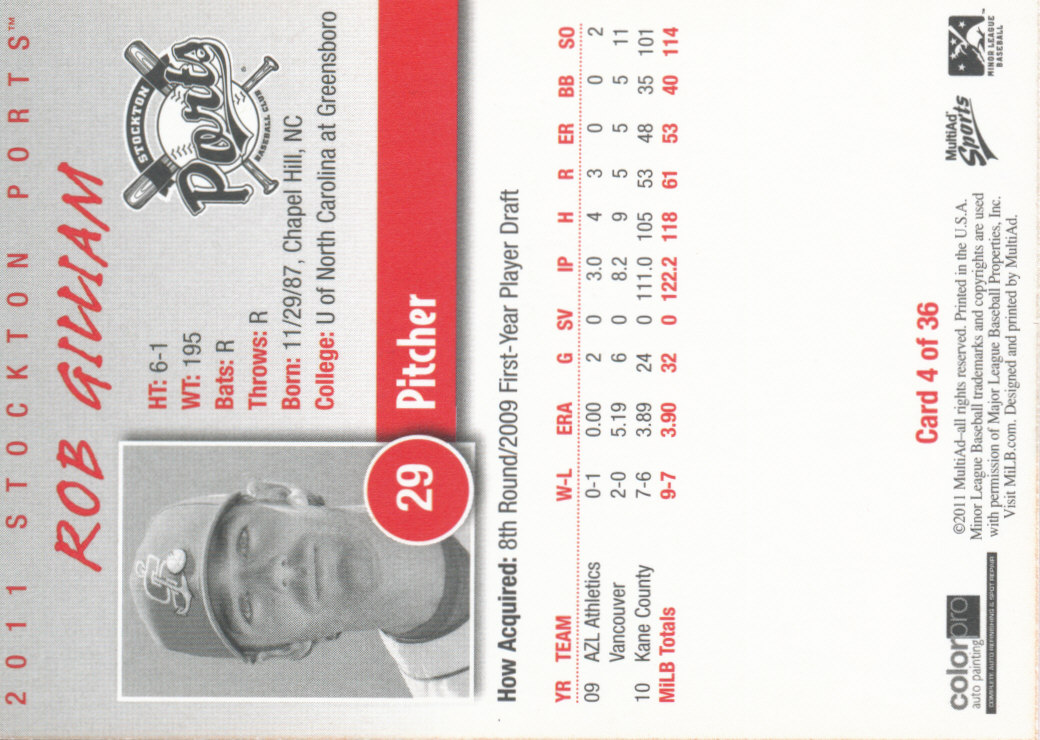 2011 STOCKTON PORTS™
ROB GILLIAM
HT: 6-1
WT: 195
Bats: R
Throws: R
Born: 11/29/87, Chapel Hill, NC
College: U of North Carolina at Greensboro
STOCKTON
Ports
BASEBALL CLUB
29
Pitcher
How Acquired: 8th Round/2009 First-Year Player Draft
YR TEAM W-L ERA G SV IP H R ER BB SO
09 AZL Athletics 0-1 0.00 2 0 3.0 4 3 0 0 2
Vancouver 2-0 5.19 6 0 8.2 9 5 5 5 11
10 Kane County 7-6 3.89 24 0 111.0 105 53 48 35 101
MiLB Totals 9-7 3.90 32 0 122.2 118 61 53 40 114
Card 4 of 36
colorpro
auto painting
COMPLETE AUTO REFINISHING & SPOT REPAIR
©2011 MultiAd–all rights reserved. Printed in the U.S.A.
Minor League Baseball trademarks and copyrights are used
with permission of Major League Baseball Properties, Inc.
Visit MiLB.com. Designed and printed by MultiAd.
MultiAd®
Sports
MINOR LEAGUE
BASEBALL™